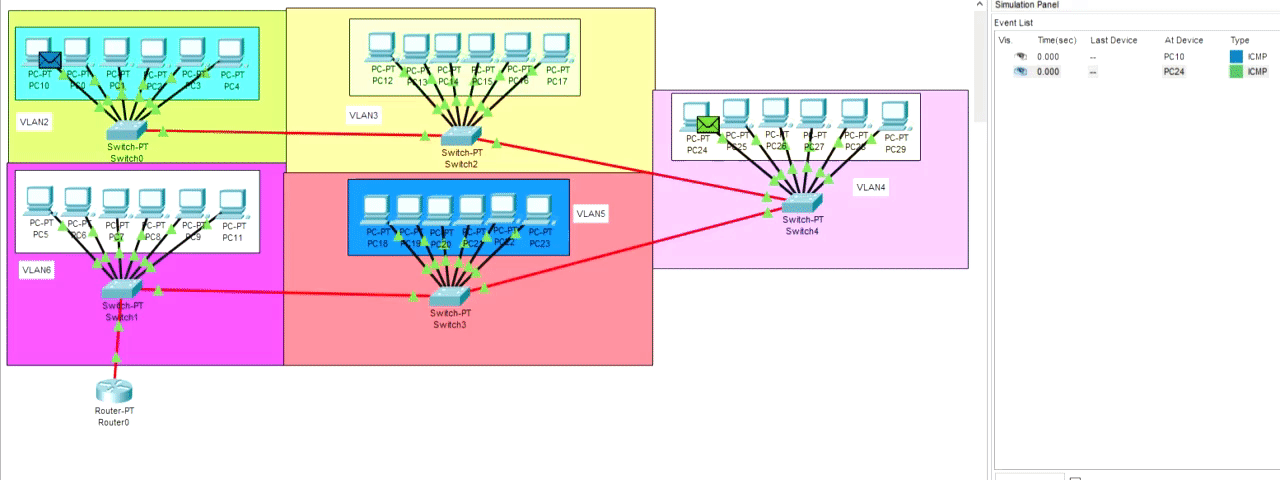 Simulation Panel
Event List
Vis. Time(sec) Last Device At Device Type
0.000 -- PC10 ICMP
0.000 -- PC24 ICMP
PC-PT PC-PT PC-PT PC-PT PC-PT PC-PT
PC10 PC0 PC1 PC2 PC3 PC4
VLAN2
Switch-PT
Switch0
PC-PT PC-PT PC-PT PC-PT PC-PT PC-PT
PC12 PC13 PC14 PC15 PC16 PC17
VLAN3
Switch-PT
Switch2
PC-PT PC-PT PC-PT PC-PT PC-PT PC-PT
PC24 PC25 PC26 PC27 PC28 PC29
VLAN4
Switch-PT
Switch4
PC-PT PC-PT PC-PT PC-PT PC-PT PC-PT
PC5 PC6 PC7 PC8 PC9 PC11
VLAN6
Switch-PT
Switch1
PC-PT PC-PT PC-PT PC-PT PC-PT PC-PT
PC18 PC19 PC20 PC21 PC22 PC23
VLAN5
Switch-PT
Switch3
Router-PT
Router0